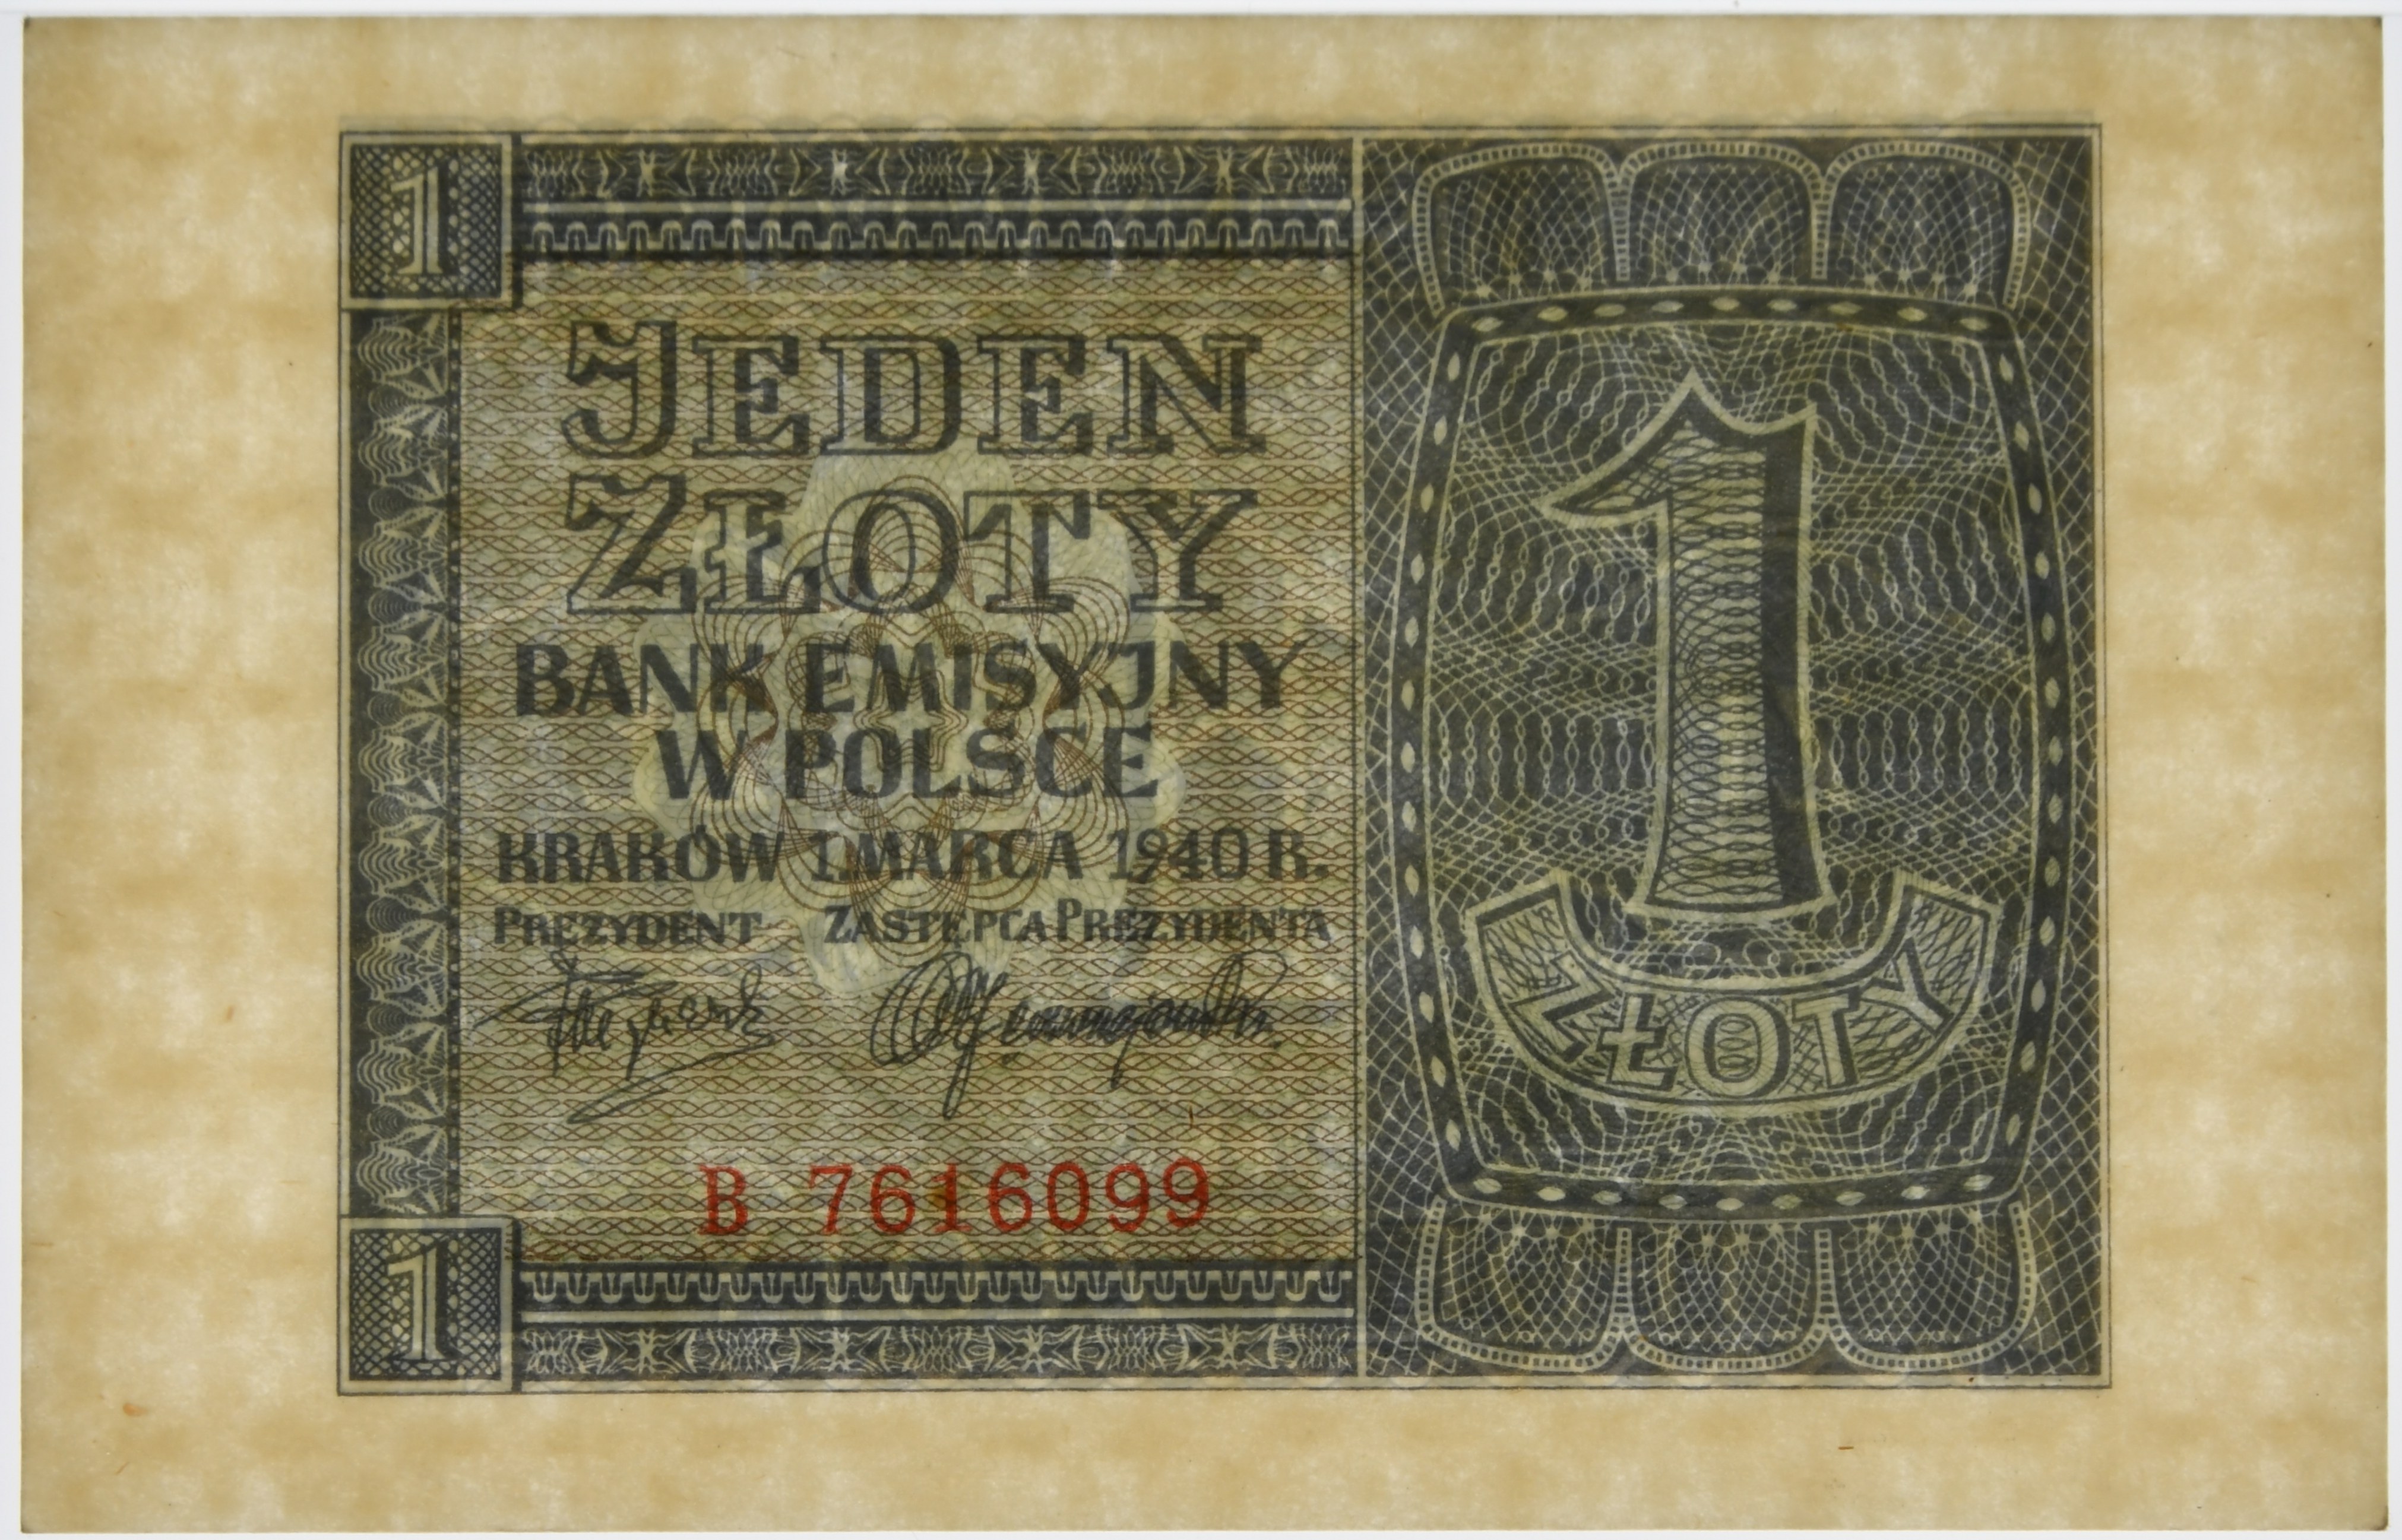 1
JEDEN
ZŁOTY
BANK EMISYJNY
W POLSCE
KRAKÓW 1. MARCA 1940 R.
PREZYDENT ZASTĘPCA PREZYDENTA
B 7616099
1
1
ZŁOTY